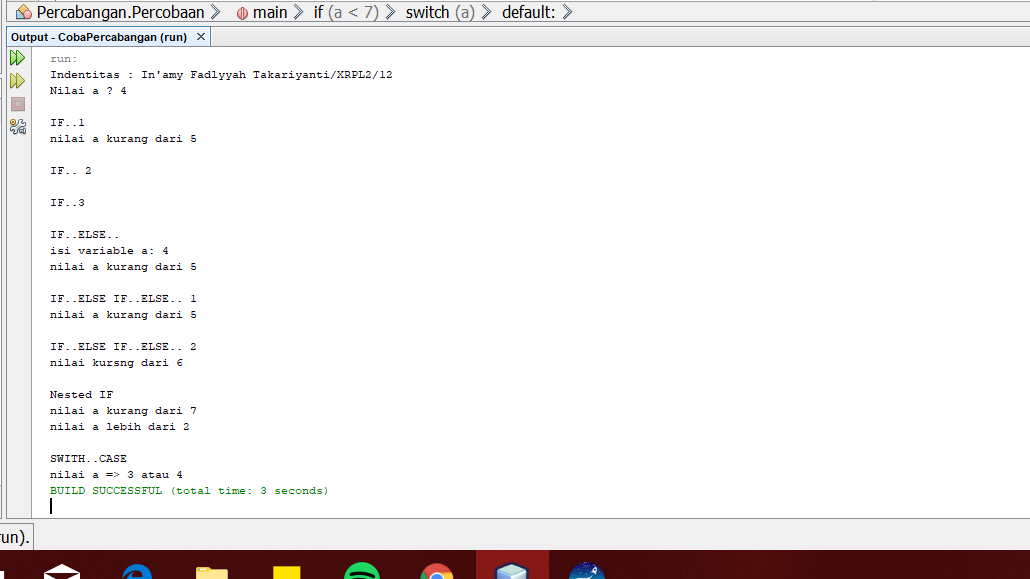 Percabangan.Percobaan main if (a < 7) switch (a) default:
Output - CobaPercabangan (run) ×
run:
Indentitas : In'amy Fadlyyah Takariyanti/XRPL2/12
Nilai a ? 4
IF..1
nilai a kurang dari 5
IF.. 2
IF..3
IF..ELSE..
isi variable a: 4
nilai a kurang dari 5
IF..ELSE IF..ELSE.. 1
nilai a kurang dari 5
IF..ELSE IF..ELSE.. 2
nilai kursng dari 6
Nested IF
nilai a kurang dari 7
nilai a lebih dari 2
SWITH..CASE
nilai a => 3 atau 4
BUILD SUCCESSFUL (total time: 3 seconds)
un).